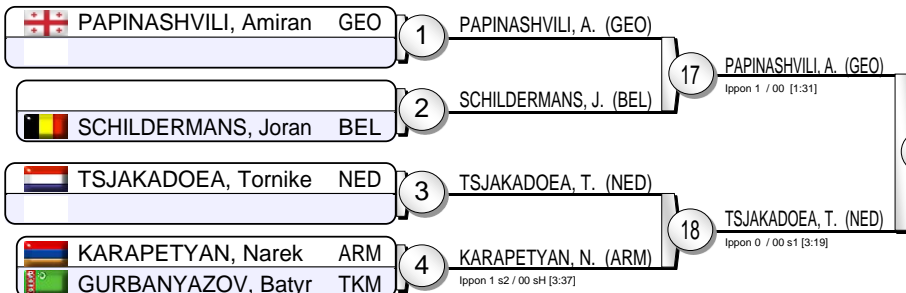 PAPINASHVILI, Amiran GEO
1
PAPINASHVILI, A. (GEO)
17
PAPINASHVILI, A. (GEO)
Ippon 1 / 00 [1:31]
2
SCHILDERMANS, J. (BEL)
SCHILDERMANS, Joran BEL
TSJAKADOEA, Tornike NED
3
TSJAKADOEA, T. (NED)
18
TSJAKADOEA, T. (NED)
Ippon 0 / 00 s1 [3:19]
KARAPETYAN, Narek ARM
4
KARAPETYAN, N. (ARM)
Ippon 1 s2 / 00 sH [3:37]
GURBANYAZOV, Batyr TKM